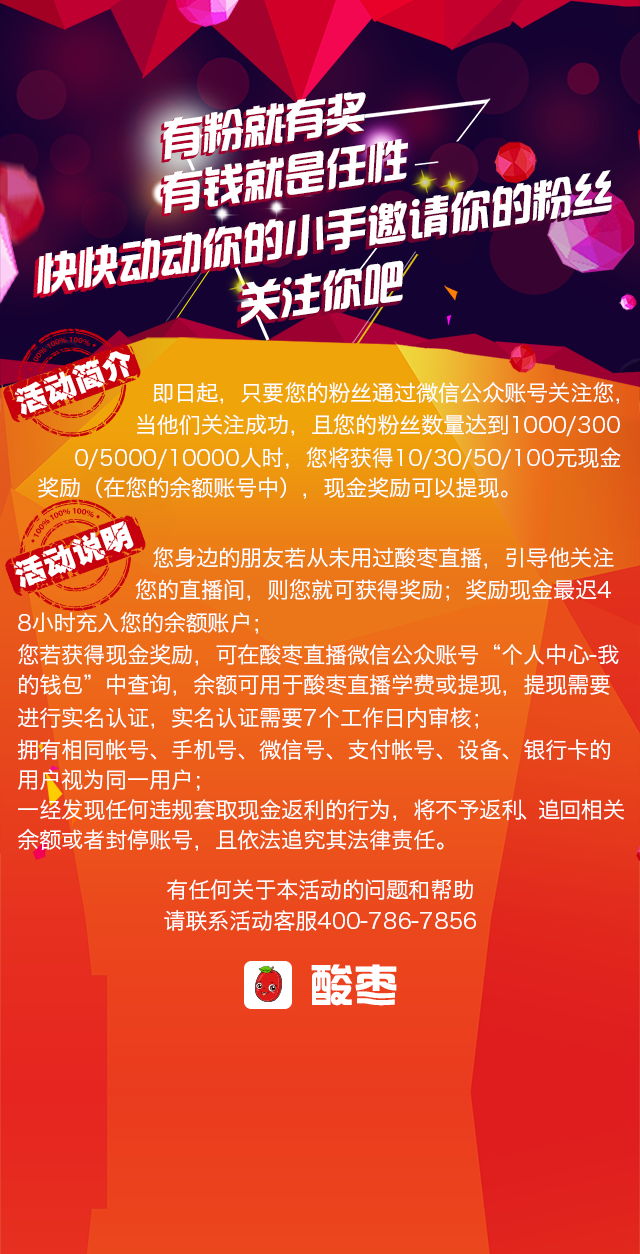 有粉就有奖
有钱就是任性
快快动动你的小手邀请你的粉丝
关注你吧
100%·100%·100%
活动简介
即日起，只要您的粉丝通过微信公众账号关注您，
当他们关注成功，且您的粉丝数量达到1000/300
0/5000/10000人时，您将获得10/30/50/100元现金
奖励（在您的余额账号中），现金奖励可以提现。
100%·100%·100%
活动说明
您身边的朋友若从未用过酸枣直播，引导他关注
您的直播间，则您就可获得奖励；奖励现金最迟4
8小时充入您的余额账户；
您若获得现金奖励，可在酸枣直播微信公众账号“个人中心-我
的钱包”中查询，余额可用于酸枣直播学费或提现，提现需要
进行实名认证，实名认证需要7个工作日内审核；
拥有相同帐号、手机号、微信号、支付帐号、设备、银行卡的
用户视为同一用户；
一经发现任何违规套取现金返利的行为，将不予返利、追回相关
余额或者封停账号，且依法追究其法律责任。
有任何关于本活动的问题和帮助
请联系活动客服400-786-7856
酸枣